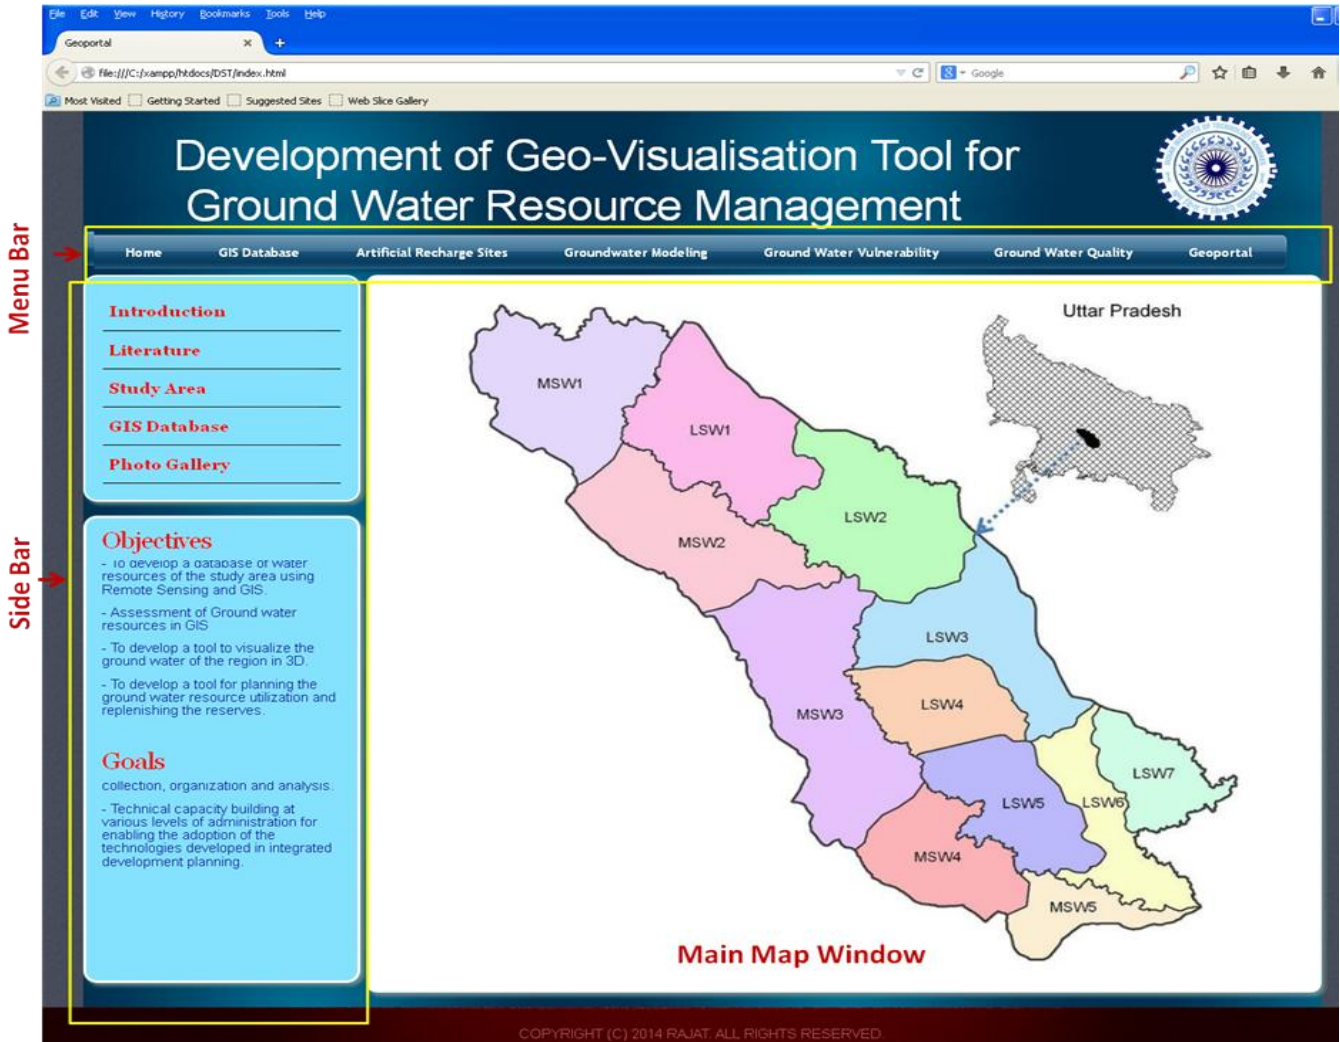 File Edit View History Bookmarks Tools Help
Geoportal
file:///C:/xampp/htdocs/DST/index.html
Google
Most Visited Getting Started Suggested Sites Web Slice Gallery
Development of Geo-Visualisation Tool for
Ground Water Resource Management
Menu Bar
Home GIS Database Artificial Recharge Sites Groundwater Modeling Ground Water Vulnerability Ground Water Quality Geoportal
Introduction
Literature
Study Area
GIS Database
Photo Gallery
Side Bar
Objectives
- To develop a database of water
resources of the study area using
Remote Sensing and GIS.
- Assessment of Ground water
resources in GIS
- To develop a tool to visualize the
ground water of the region in 3D.
- To develop a tool for planning the
ground water resource utilization and
replenishing the reserves.
Goals
collection, organization and analysis.
- Technical capacity building at
various levels of administration for
enabling the adoption of the
technologies developed in integrated
development planning.
Uttar Pradesh
MSW1
LSW1
LSW2
MSW2
LSW3
LSW4
MSW3
LSW7
LSW5
LSW6
MSW4
MSW5
Main Map Window
COPYRIGHT (C) 2014 RAJAT. ALL RIGHTS RESERVED.